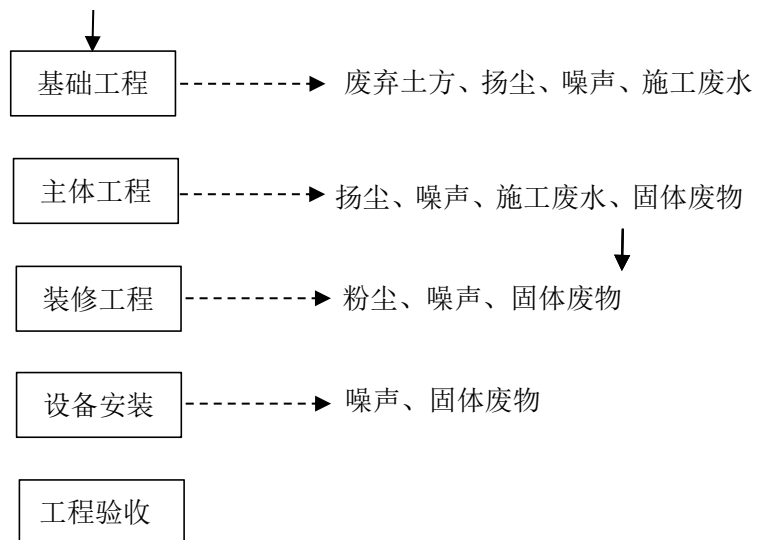 基础工程 废弃土方、扬尘、噪声、施工废水
主体工程 扬尘、噪声、施工废水、固体废物
装修工程 粉尘、噪声、固体废物
设备安装 噪声、固体废物
工程验收